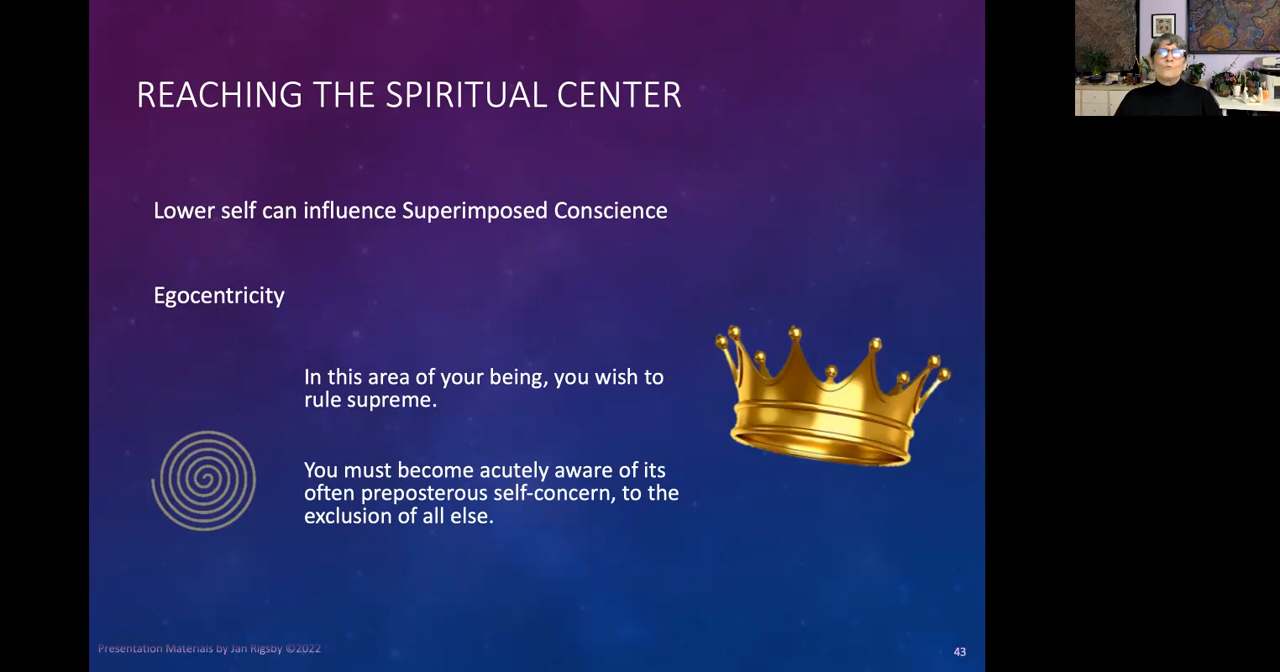 REACHING THE SPIRITUAL CENTER
Lower self can influence Superimposed Conscience
Egocentricity
In this area of your being, you wish to
rule supreme.
You must become acutely aware of its
often preposterous self-concern, to the
exclusion of all else.
Presentation Materials by Jan Rigsby ©2022
43